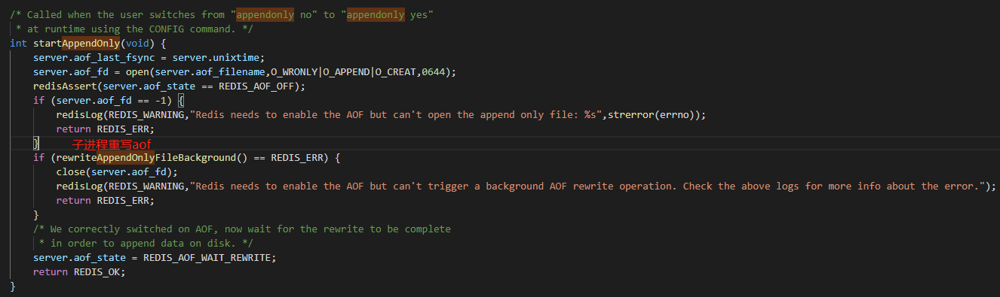 /* Called when the user switches from "appendonly no" to "appendonly yes"
 * at runtime using the CONFIG command. */
int startAppendOnly(void) {
    server.aof_last_fsync = server.unixtime;
    server.aof_fd = open(server.aof_filename,O_WRONLY|O_APPEND|O_CREAT,0644);
    redisAssert(server.aof_state == REDIS_AOF_OFF);
    if (server.aof_fd == -1) {
        redisLog(REDIS_WARNING,"Redis needs to enable the AOF but can't open the append only file: %s",strerror(errno));
        return REDIS_ERR;
    } 子进程重写aof
    if (rewriteAppendOnlyFileBackground() == REDIS_ERR) {
        close(server.aof_fd);
        redisLog(REDIS_WARNING,"Redis needs to enable the AOF but can't trigger a background AOF rewrite operation. Check the above logs for more info about the error.");
        return REDIS_ERR;
    }
    /* We correctly switched on AOF, now wait for the rewrite to be complete
     * in order to append data on disk. */
    server.aof_state = REDIS_AOF_WAIT_REWRITE;
    return REDIS_OK;
}